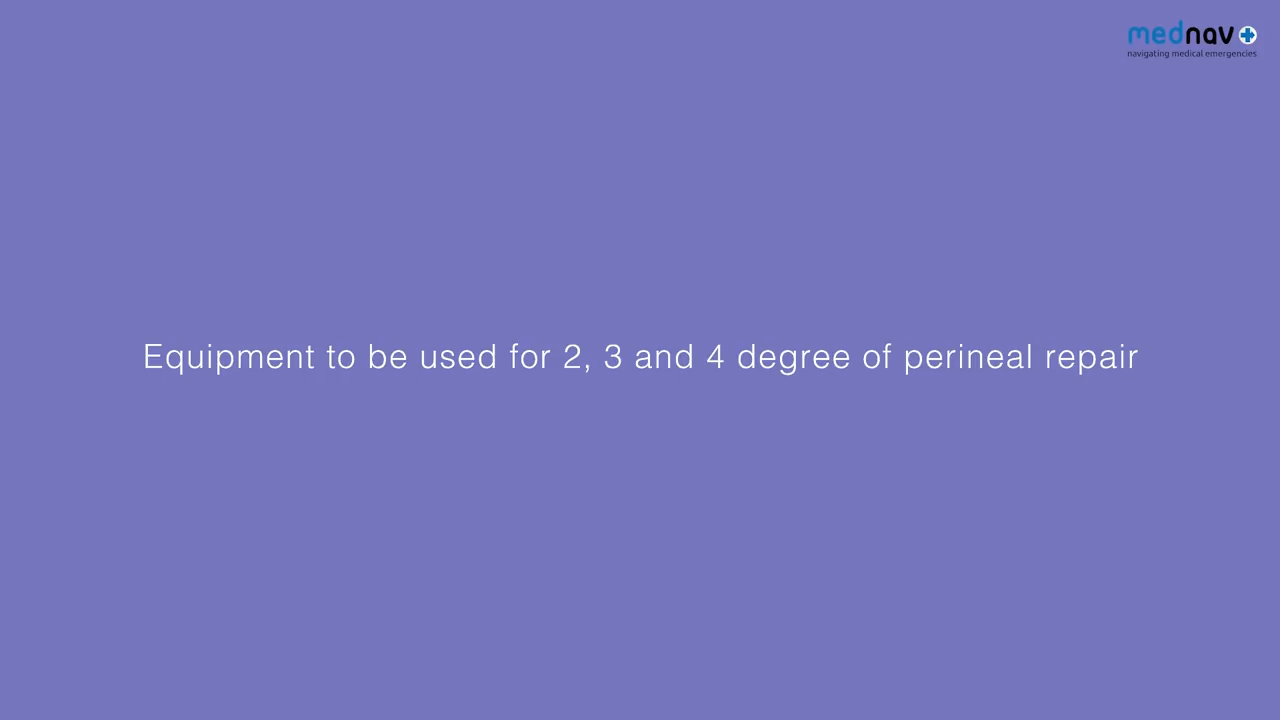 mednav
navigating medical emergencies
Equipment to be used for 2, 3 and 4 degree of perineal repair